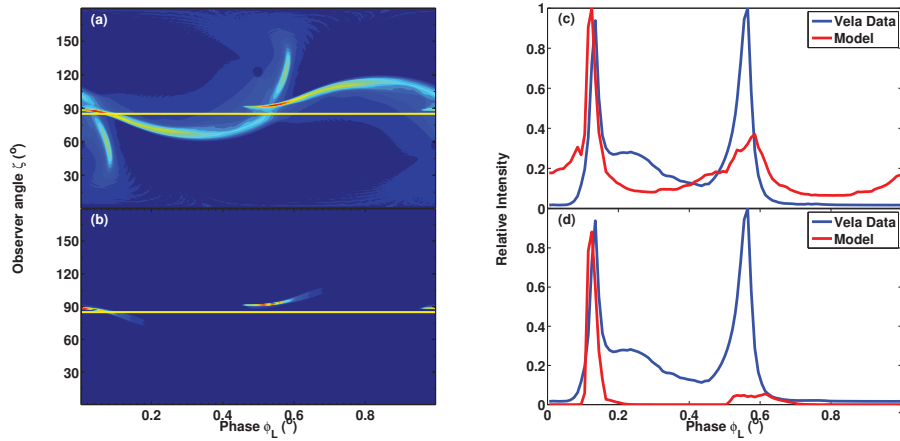 (a)
150
120
90
60
30
(b)
150
120
90
60
30
0.2
0.4
0.6
0.8
Observer angle ζ (°)
Phase ϕ_L (°)
(c)
Vela Data
Model
1
0.8
0.6
0.4
0.2
0
(d)
Vela Data
Model
0.8
0.6
0.4
0.2
0
0
0.2
0.4
0.6
0.8
1
Relative Intensity
Phase ϕ_L (°)